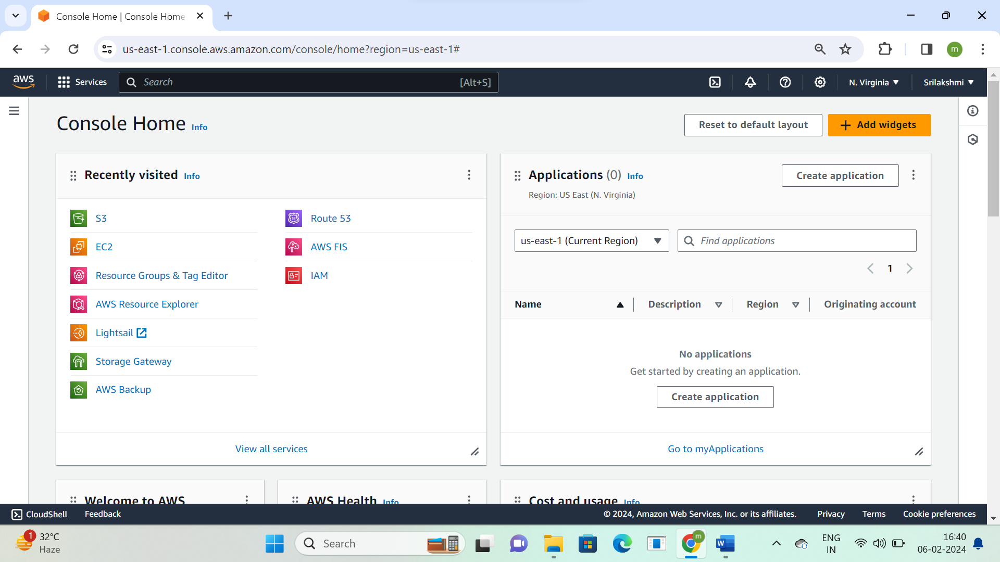 Console Home | Console Home
us-east-1.console.aws.amazon.com/console/home?region=us-east-1#
m
aws
Services
Search
[Alt+S]
N. Virginia
Srilakshmi
Console Home Info
Reset to default layout
Add widgets
Recently visited Info
S3
EC2
Resource Groups & Tag Editor
AWS Resource Explorer
Lightsail
Storage Gateway
AWS Backup
Route 53
53
AWS FIS
IAM
View all services
Applications (0) Info
Region: US East (N. Virginia)
Create application
us-east-1 (Current Region)
Find applications
1
Name
Description
Region
Originating account
No applications
Get started by creating an application.
Create application
Go to myApplications
Welcome to AWS
AWS Health Info
Cost and usage Info
CloudShell
Feedback
© 2024, Amazon Web Services, Inc. or its affiliates.
Privacy
Terms
Cookie preferences
1
32°C
Haze
Search
m
W
ENG
IN
16:40
06-02-2024